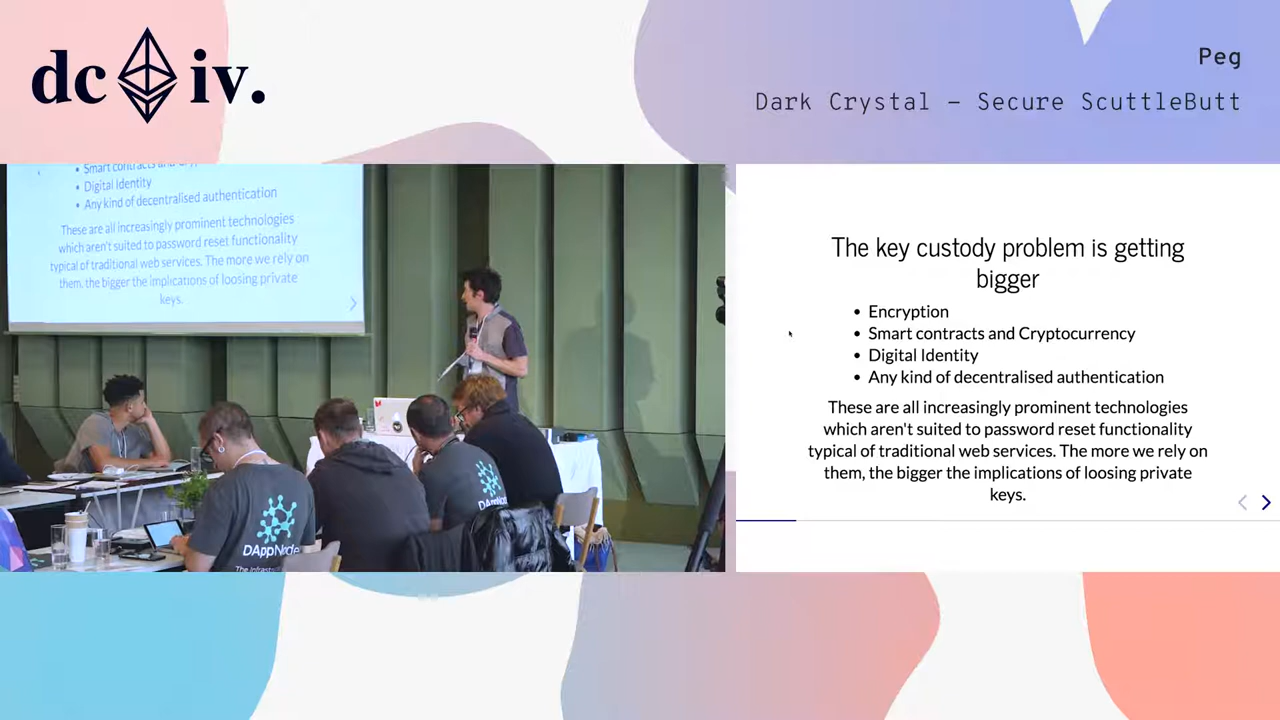 dc iv.
Peg
Dark Crystal – Secure ScuttleButt
• Digital Identity
• Any kind of decentralised authentication
These are all increasingly prominent technologies
which aren't suited to password reset functionality
typical of traditional web services. The more we rely on
them, the bigger the implications of loosing private
keys.
DAppNode
The key custody problem is getting
bigger
• Encryption
• Smart contracts and Cryptocurrency
• Digital Identity
• Any kind of decentralised authentication
These are all increasingly prominent technologies
which aren't suited to password reset functionality
typical of traditional web services. The more we rely on
them, the bigger the implications of loosing private
keys.